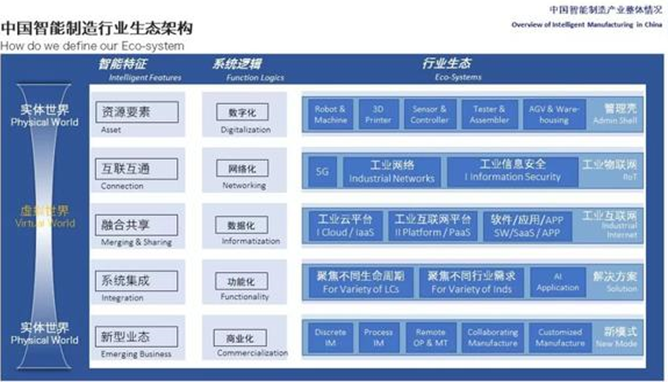 中国智能制造产业整体情况
Overview of Intelligent Manufacturing in China
中国智能制造行业生态架构
How do we define our Eco-system
智能特征
Intelligent Features
系统逻辑
Function Logics
行业生态
Eco-Systems
实体世界
Physical World
资源要素
Asset
数字化
Digitalization
Robot &
Machine
3D
Printer
Sensor &
Controller
Tester &
Assembler
AGV & Ware-
housing
管理壳
Admin Shell
互联互通
Connection
网络化
Networking
5G
工业网络
Industrial Networks
工业信息安全
I Information Security
工业物联网
IIoT
虚拟世界
Virtual World
融合共享
Merging & Sharing
数据化
Informatization
工业云平台
I Cloud / IaaS
工业互联网平台
II Platform / PaaS
软件/应用/APP
SW/SaaS / APP
工业互联网
Industrial
Internet
系统集成
Integration
功能化
Functionality
聚焦不同生命周期
For Variety of LCs
聚焦不同行业需求
For Variety of Inds
AI
Application
解决方案
Solution
实体世界
Physical World
新型业态
Emerging Business
商业化
Commercialization
Discrete
IM
Process
IM
Remote
OP & MT
Collaborating
Manufacture
Customized
Manufacture
新模式
New Mode